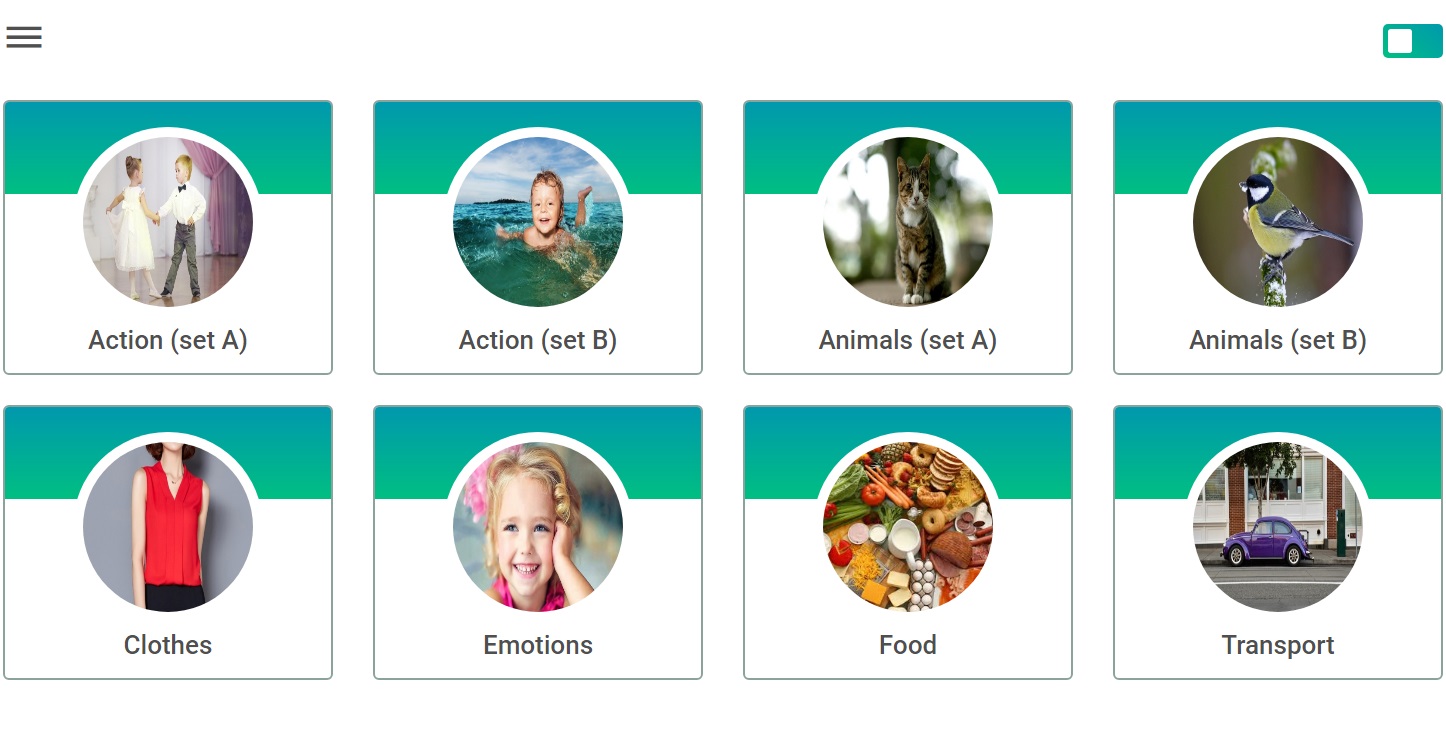 Action (set A)
Action (set B)
Animals (set A)
Animals (set B)
Clothes
Emotions
Food
Transport